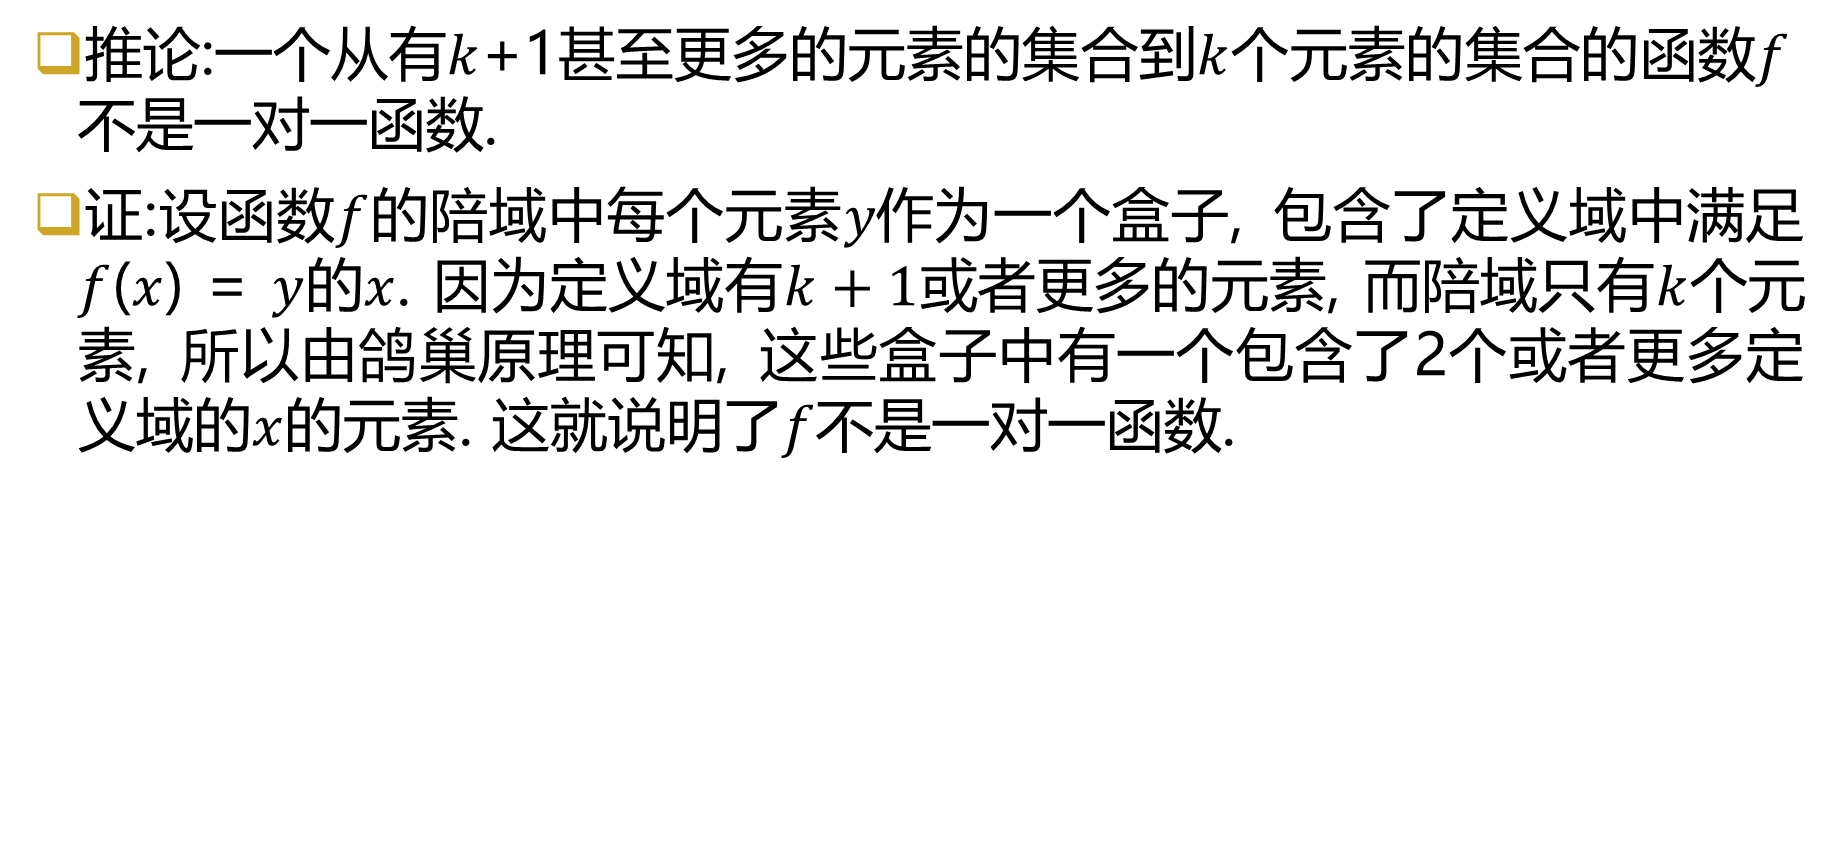 推论:一个从有k+1甚至更多的元素的集合到k个元素的集合的函数f
不是一对一函数.
证:设函数f的陪域中每个元素y作为一个盒子, 包含了定义域中满足
f(x) = y的x. 因为定义域有k + 1或者更多的元素, 而陪域只有k个元
素, 所以由鸽巢原理可知, 这些盒子中有一个包含了2个或者更多定
义域的x的元素. 这就说明了f不是一对一函数.